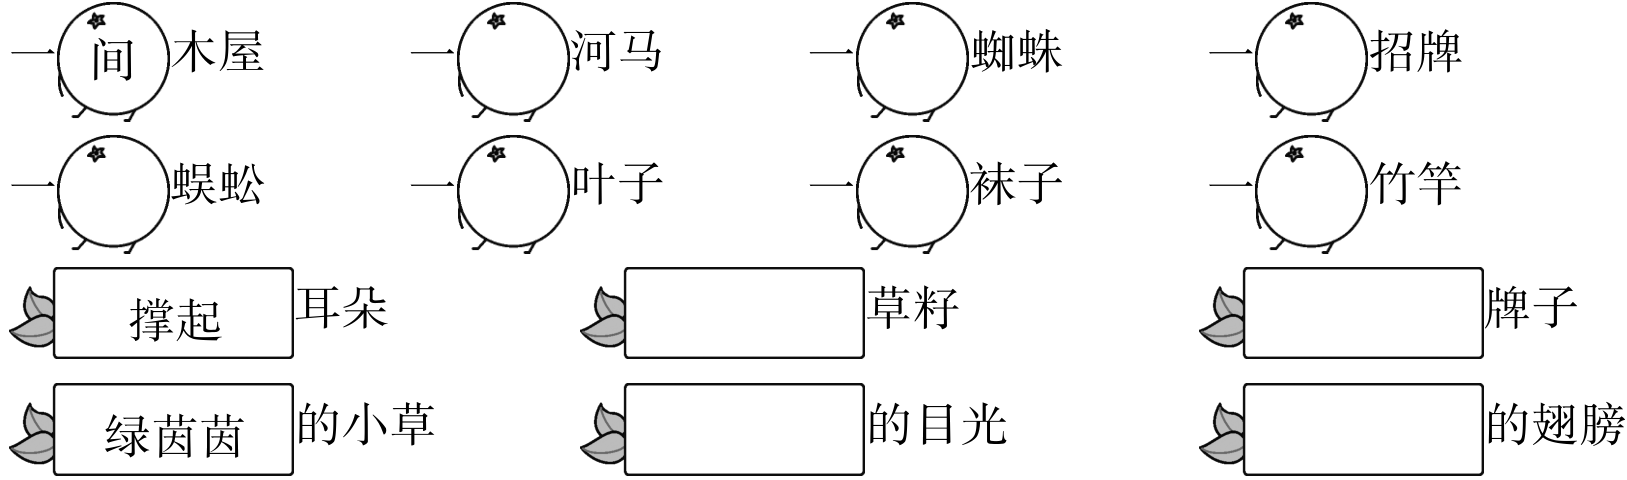 一 间 木屋 一 河马 一 蜘蛛 一 招牌
一 蜈蚣 一 叶子 一 袜子 一 竹竿
撑起 耳朵 草籽 牌子
绿茵茵 的小草 的目光 的翅膀